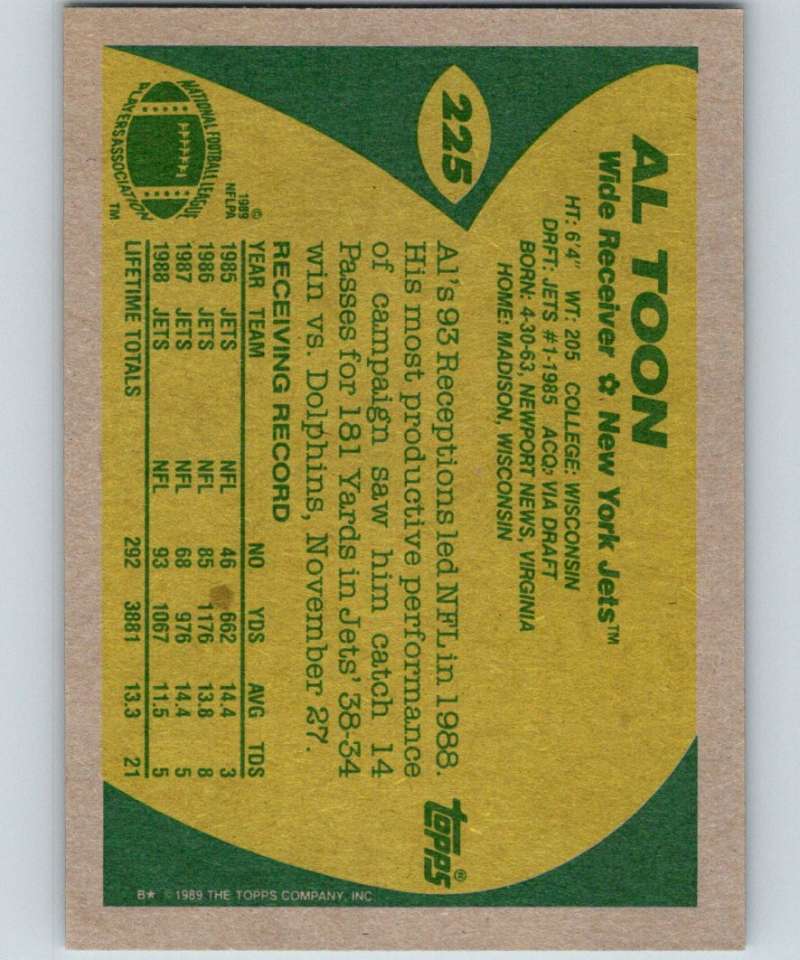 225
AL TOON
Wide Receiver ✿ New York Jets™
HT: 6'4" WT: 205 COLLEGE: WISCONSIN
DRFT: JETS #1-1985 ACQ: VIA DRAFT
BORN: 4-30-63, NEWPORT NEWS, VIRGINIA
HOME: MADISON, WISCONSIN
Al's 93 Receptions led NFL in 1988.
His most productive performance
of campaign saw him catch 14
Passes for 181 Yards in Jets' 38-34
win vs. Dolphins, November 27.
topps®
RECEIVING RECORD
YEAR TEAM NO YDS AVG TDS
1985 JETS NFL 46 662 14.4 3
1986 JETS NFL 85 1176 13.8 8
1987 JETS NFL 68 976 14.4 5
1988 JETS NFL 93 1067 11.5 5
LIFETIME TOTALS 292 3881 13.3 21
©
1989
NFLPA
NATIONAL FOOTBALL LEAGUE
PLAYERS ASSOCIATION
™
B★ ©1989 THE TOPPS COMPANY, INC.